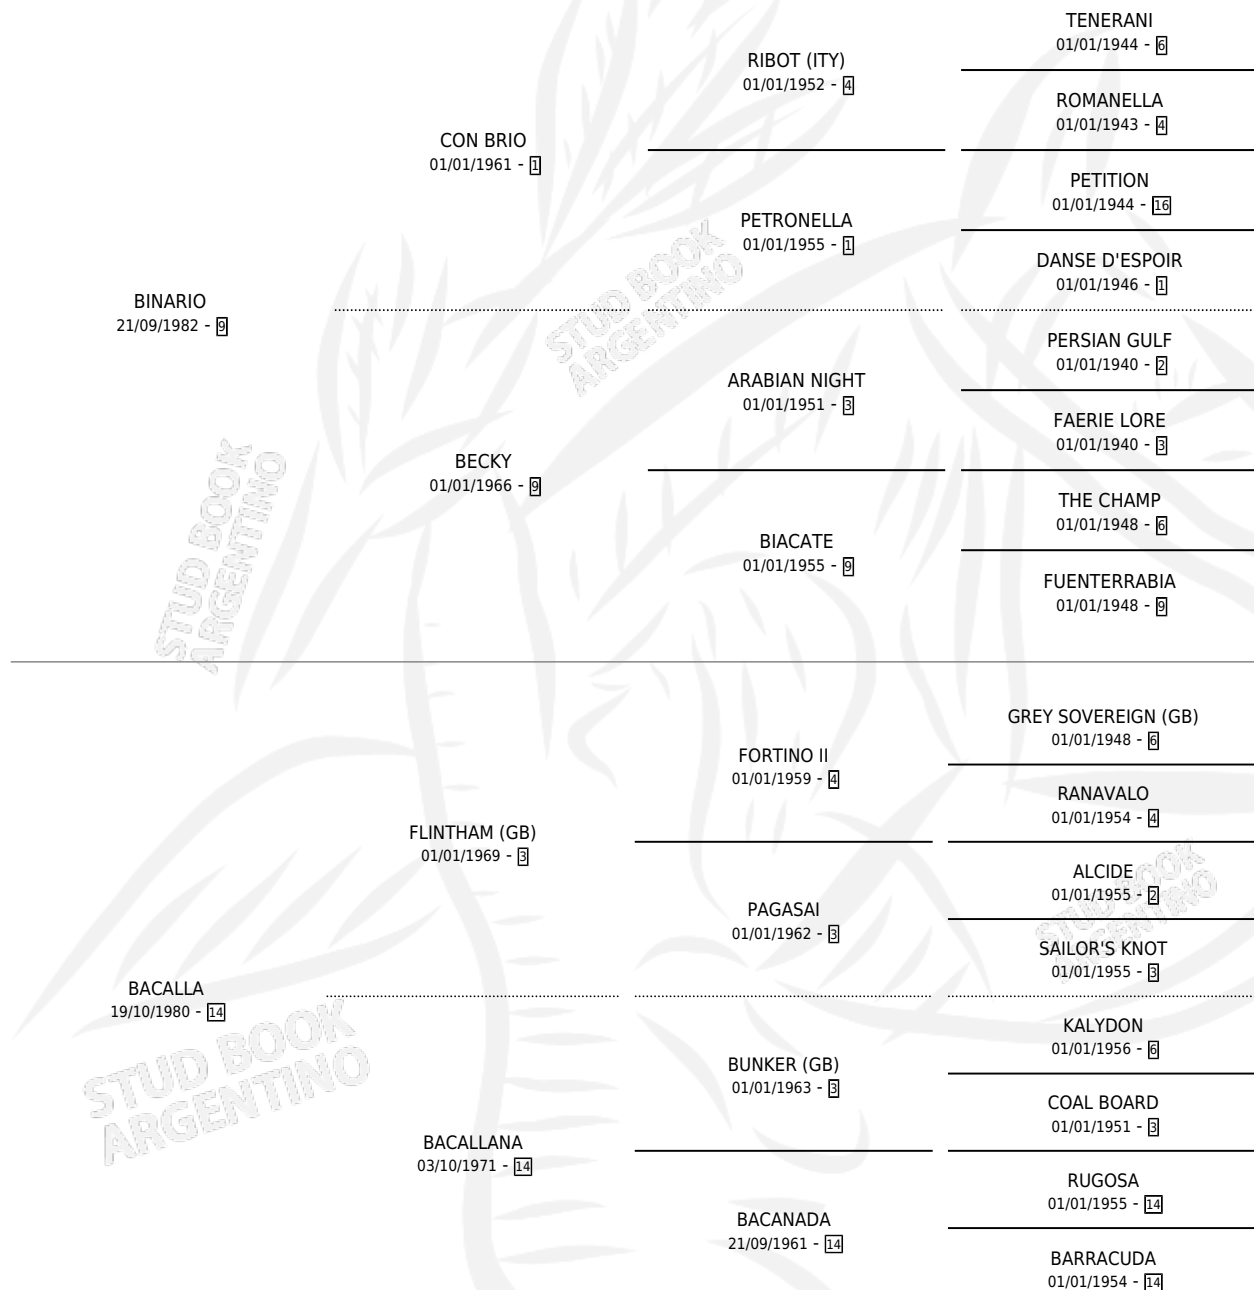 TENERANI
01/01/1944 - 6
RIBOT (ITY)
01/01/1952 - 4
ROMANELLA
01/01/1943 - 4
CON BRIO
01/01/1961 - 1
PETITION
01/01/1944 - 16
PETRONELLA
01/01/1955 - 1
DANSE D'ESPOIR
01/01/1946 - 1
BINARIO
21/09/1982 - 9
PERSIAN GULF
01/01/1940 - 2
ARABIAN NIGHT
01/01/1951 - 3
FAERIE LORE
01/01/1940 - 3
BECKY
01/01/1966 - 9
THE CHAMP
01/01/1948 - 6
BIACATE
01/01/1955 - 9
FUENTERRABIA
01/01/1948 - 9
GREY SOVEREIGN (GB)
01/01/1948 - 6
FORTINO II
01/01/1959 - 4
RANAVALO
01/01/1954 - 4
FLINTHAM (GB)
01/01/1969 - 3
ALCIDE
01/01/1955 - 2
PAGASAI
01/01/1962 - 3
SAILOR'S KNOT
01/01/1955 - 3
BACALLA
19/10/1980 - 14
KALYDON
01/01/1956 - 6
BUNKER (GB)
01/01/1963 - 3
COAL BOARD
01/01/1951 - 3
BACALLANA
03/10/1971 - 14
RUGOSA
01/01/1955 - 14
BACANADA
21/09/1961 - 14
BARRACUDA
01/01/1954 - 14
STUD BOOK
ARGENTINO
STUD BOOK
ARGENTINO
STUD BOOK
ARGENTINO
STUD BOOK
ARGENTINO